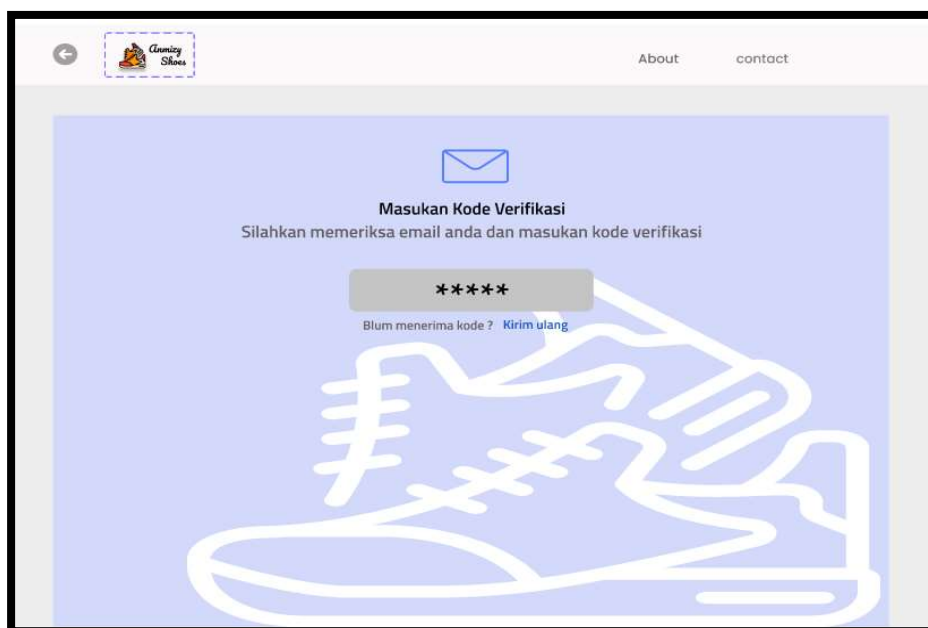 Anmizy
Shoes
About
contact
Masukan Kode Verifikasi
Silahkan memeriksa email anda dan masukan kode verifikasi
*****
Blum menerima kode ? Kirim ulang